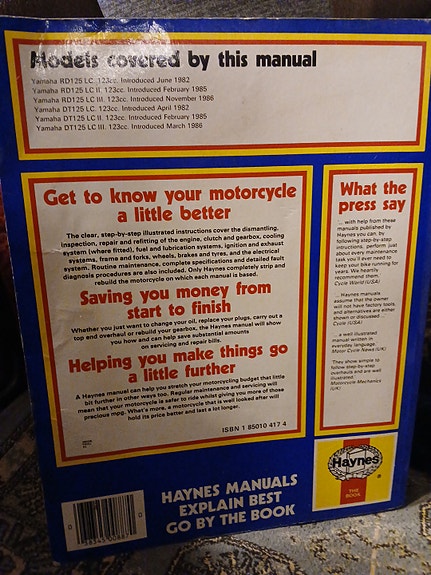 Models covered by this manual
Yamaha RD125 LC. 123cc. Introduced June 1982
Yamaha RD125 LC II. 123cc. Introduced February 1985
Yamaha RD125 LC III. 123cc. Introduced November 1986
Yamaha DT125 LC. 123cc. Introduced April 1982
Yamaha DT125 LC II. 123cc. Introduced February 1985
Yamaha DT125 LC III. 123cc. Introduced March 1986
Get to know your motorcycle
a little better
The clear, step-by-step illustrated instructions cover the dismantling,
inspection, repair and refitting of the engine, clutch and gearbox, cooling
system (where fitted), fuel and lubrication systems, ignition and exhaust
systems, frame and forks, wheels, brakes and tyres, and the electrical
system. Routine maintenance, complete specifications and detailed fault
diagnosis procedures are also included. Only Haynes completely strip and
rebuild the motorcycle on which each manual is based.
Saving you money from
start to finish
Whether you just want to change your oil, replace your plugs, carry out a
top end overhaul or rebuild your gearbox, the Haynes manual will show
you how and can help save substantial amounts
on servicing and repair bills.
Helping you make things go
a little further
A Haynes manual can help you stretch your motorcycling budget that little
bit further in other ways too. Regular maintenance and servicing will
mean that your motorcycle is safer to ride whilst giving you more of those
precious mpg. What's more, a motorcycle that is well looked after will
hold its price better and last a lot longer.
ISBN 1 85010 417 4
What the
press say
... with help from these
manuals published by
Haynes you can, by
following step-by-step
instructions, perform just
about every maintenance
task you'll ever need to
keep your bike running for
years. We heartily
recommend them.
Cycle World (USA)
... Haynes manuals
assume that the owner
will not have factory tools,
and alternatives are either
shown or discussed ...
Cycle (USA)
... a well illustrated
manual written in
everyday language.
Motor Cycle News (UK)
They show simple to
follow step-by-step
overhauls and are well
illustrated.
Motorcycle Mechanics
(UK)
Haynes
®
THE
BOOK
HAYNES MANUALS
EXPLAIN BEST
GO BY THE BOOK